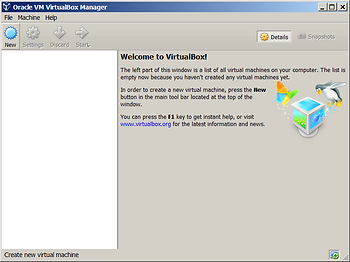 Oracle VM VirtualBox Manager
File Machine Help
New Settings Discard Start Details Snapshots
Welcome to VirtualBox!
The left part of this window is a list of all virtual machines on your computer. The list
is empty now because you haven't created any virtual machines yet.
In order to create a new virtual machine, press the New
button in the main tool bar located at the top of the
window.
You can press the F1 key to get instant help, or visit
www.virtualbox.org for the latest information and news.
Create new virtual machine